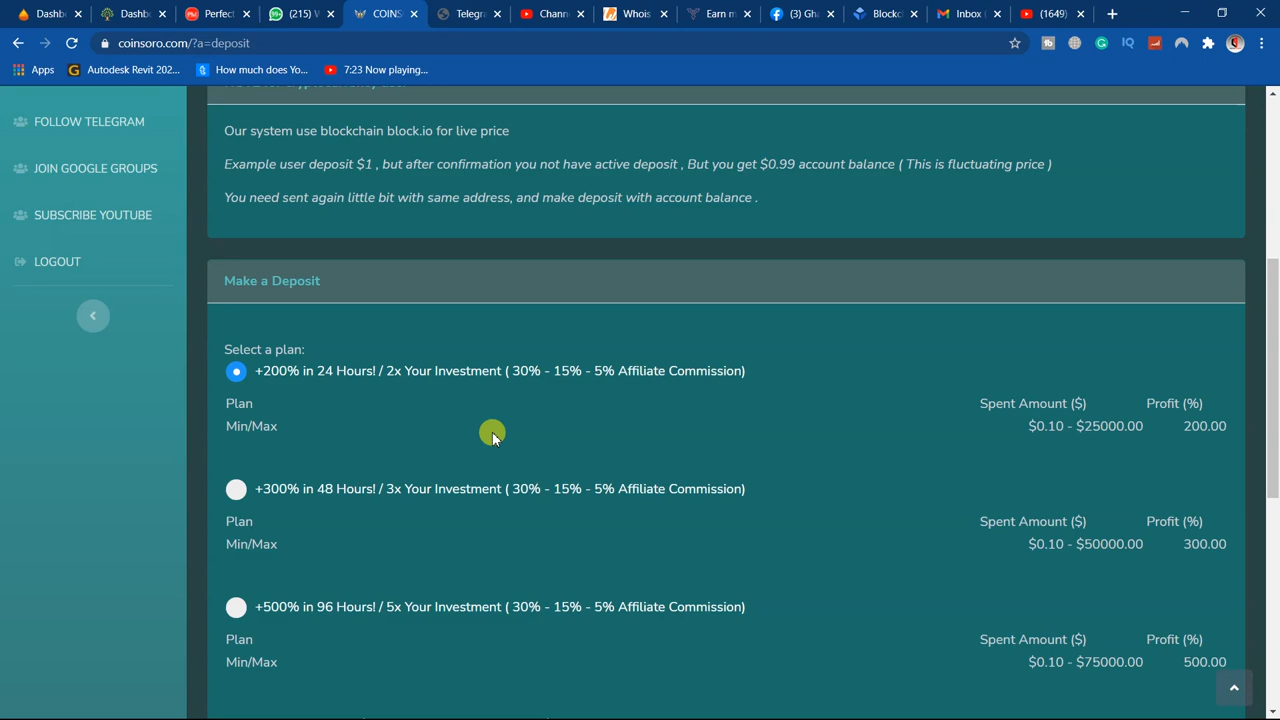 Dashb
Dashb
Perfect
(215) W
COINS
Telegra
Chann
Whois
Earn m
(3) Gha
Blockc
Inbox (
(1649)
coinsoro.com/?a=deposit
Apps
Autodesk Revit 202...
How much does Yo...
7:23 Now playing...
FOLLOW TELEGRAM
JOIN GOOGLE GROUPS
SUBSCRIBE YOUTUBE
LOGOUT
Our system use blockchain block.io for live price
Example user deposit $1 , but after confirmation you not have active deposit , But you get $0.99 account balance ( This is fluctuating price )
You need sent again little bit with same address, and make deposit with account balance .
Make a Deposit
Select a plan:
+200% in 24 Hours! / 2x Your Investment ( 30% - 15% - 5% Affiliate Commission)
Plan Spent Amount ($) Profit (%)
Min/Max $0.10 - $25000.00 200.00
+300% in 48 Hours! / 3x Your Investment ( 30% - 15% - 5% Affiliate Commission)
Plan Spent Amount ($) Profit (%)
Min/Max $0.10 - $50000.00 300.00
+500% in 96 Hours! / 5x Your Investment ( 30% - 15% - 5% Affiliate Commission)
Plan Spent Amount ($) Profit (%)
Min/Max $0.10 - $75000.00 500.00